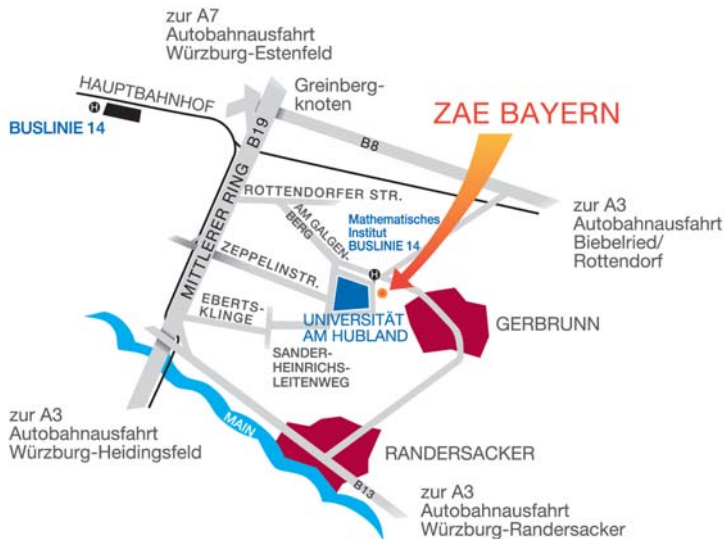 zur A7
Autobahnausfahrt
Würzburg-Estenfeld
HAUPTBAHNHOF
H
BUSLINIE 14
Greinberg-
knoten
ZAE BAYERN
B19
B8
MITTLERER RING
ROTTENDORFER STR.
AM GALGEN-
BERG
Mathematisches
Institut
BUSLINIE 14
H
zur A3
Autobahnausfahrt
Biebelried/
Rottendorf
ZEPPELINSTR.
EBERTS-
KLINGE
UNIVERSITÄT
AM HUBLAND
GERBRUNN
SANDER-
HEINRICHS-
LEITENWEG
zur A3
Autobahnausfahrt
Würzburg-Heidingsfeld
MAIN
RANDERSACKER
B13
zur A3
Autobahnausfahrt
Würzburg-Randersacker